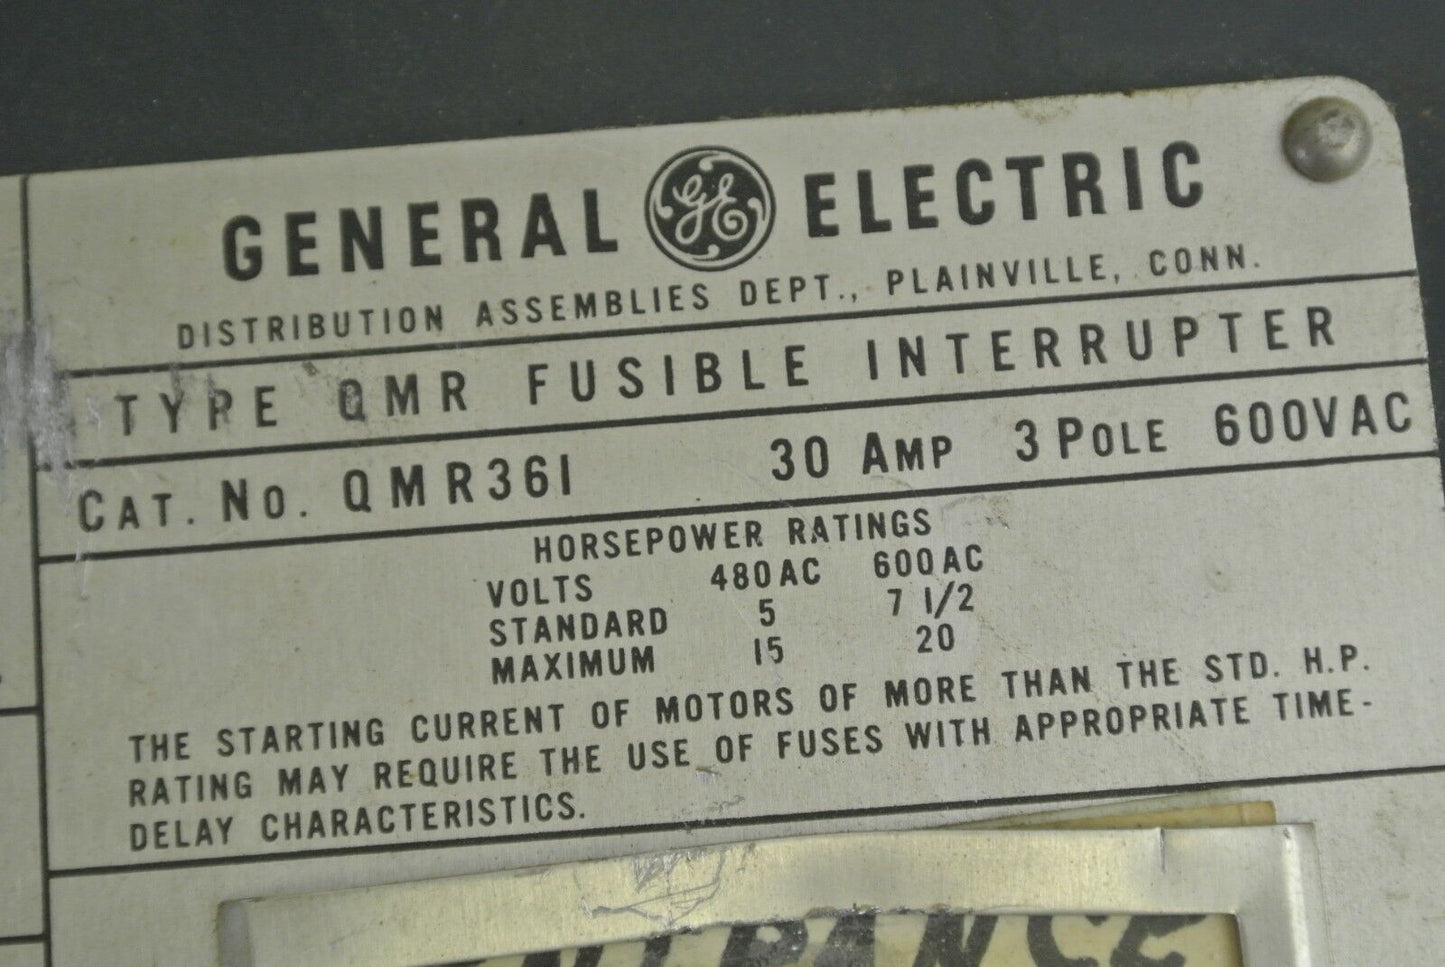 GENERAL GE ELECTRIC
DISTRIBUTION ASSEMBLIES DEPT., PLAINVILLE, CONN.
TYPE QMR FUSIBLE INTERRUPTER
CAT. NO. QMR361 30 AMP 3 POLE 600VAC
HORSEPOWER RATINGS
VOLTS 480AC 600AC
STANDARD 5 7 1/2
MAXIMUM 15 20
THE STARTING CURRENT OF MOTORS OF MORE THAN THE STD. H.P.
RATING MAY REQUIRE THE USE OF FUSES WITH APPROPRIATE TIME-
DELAY CHARACTERISTICS.
ENTRANCE